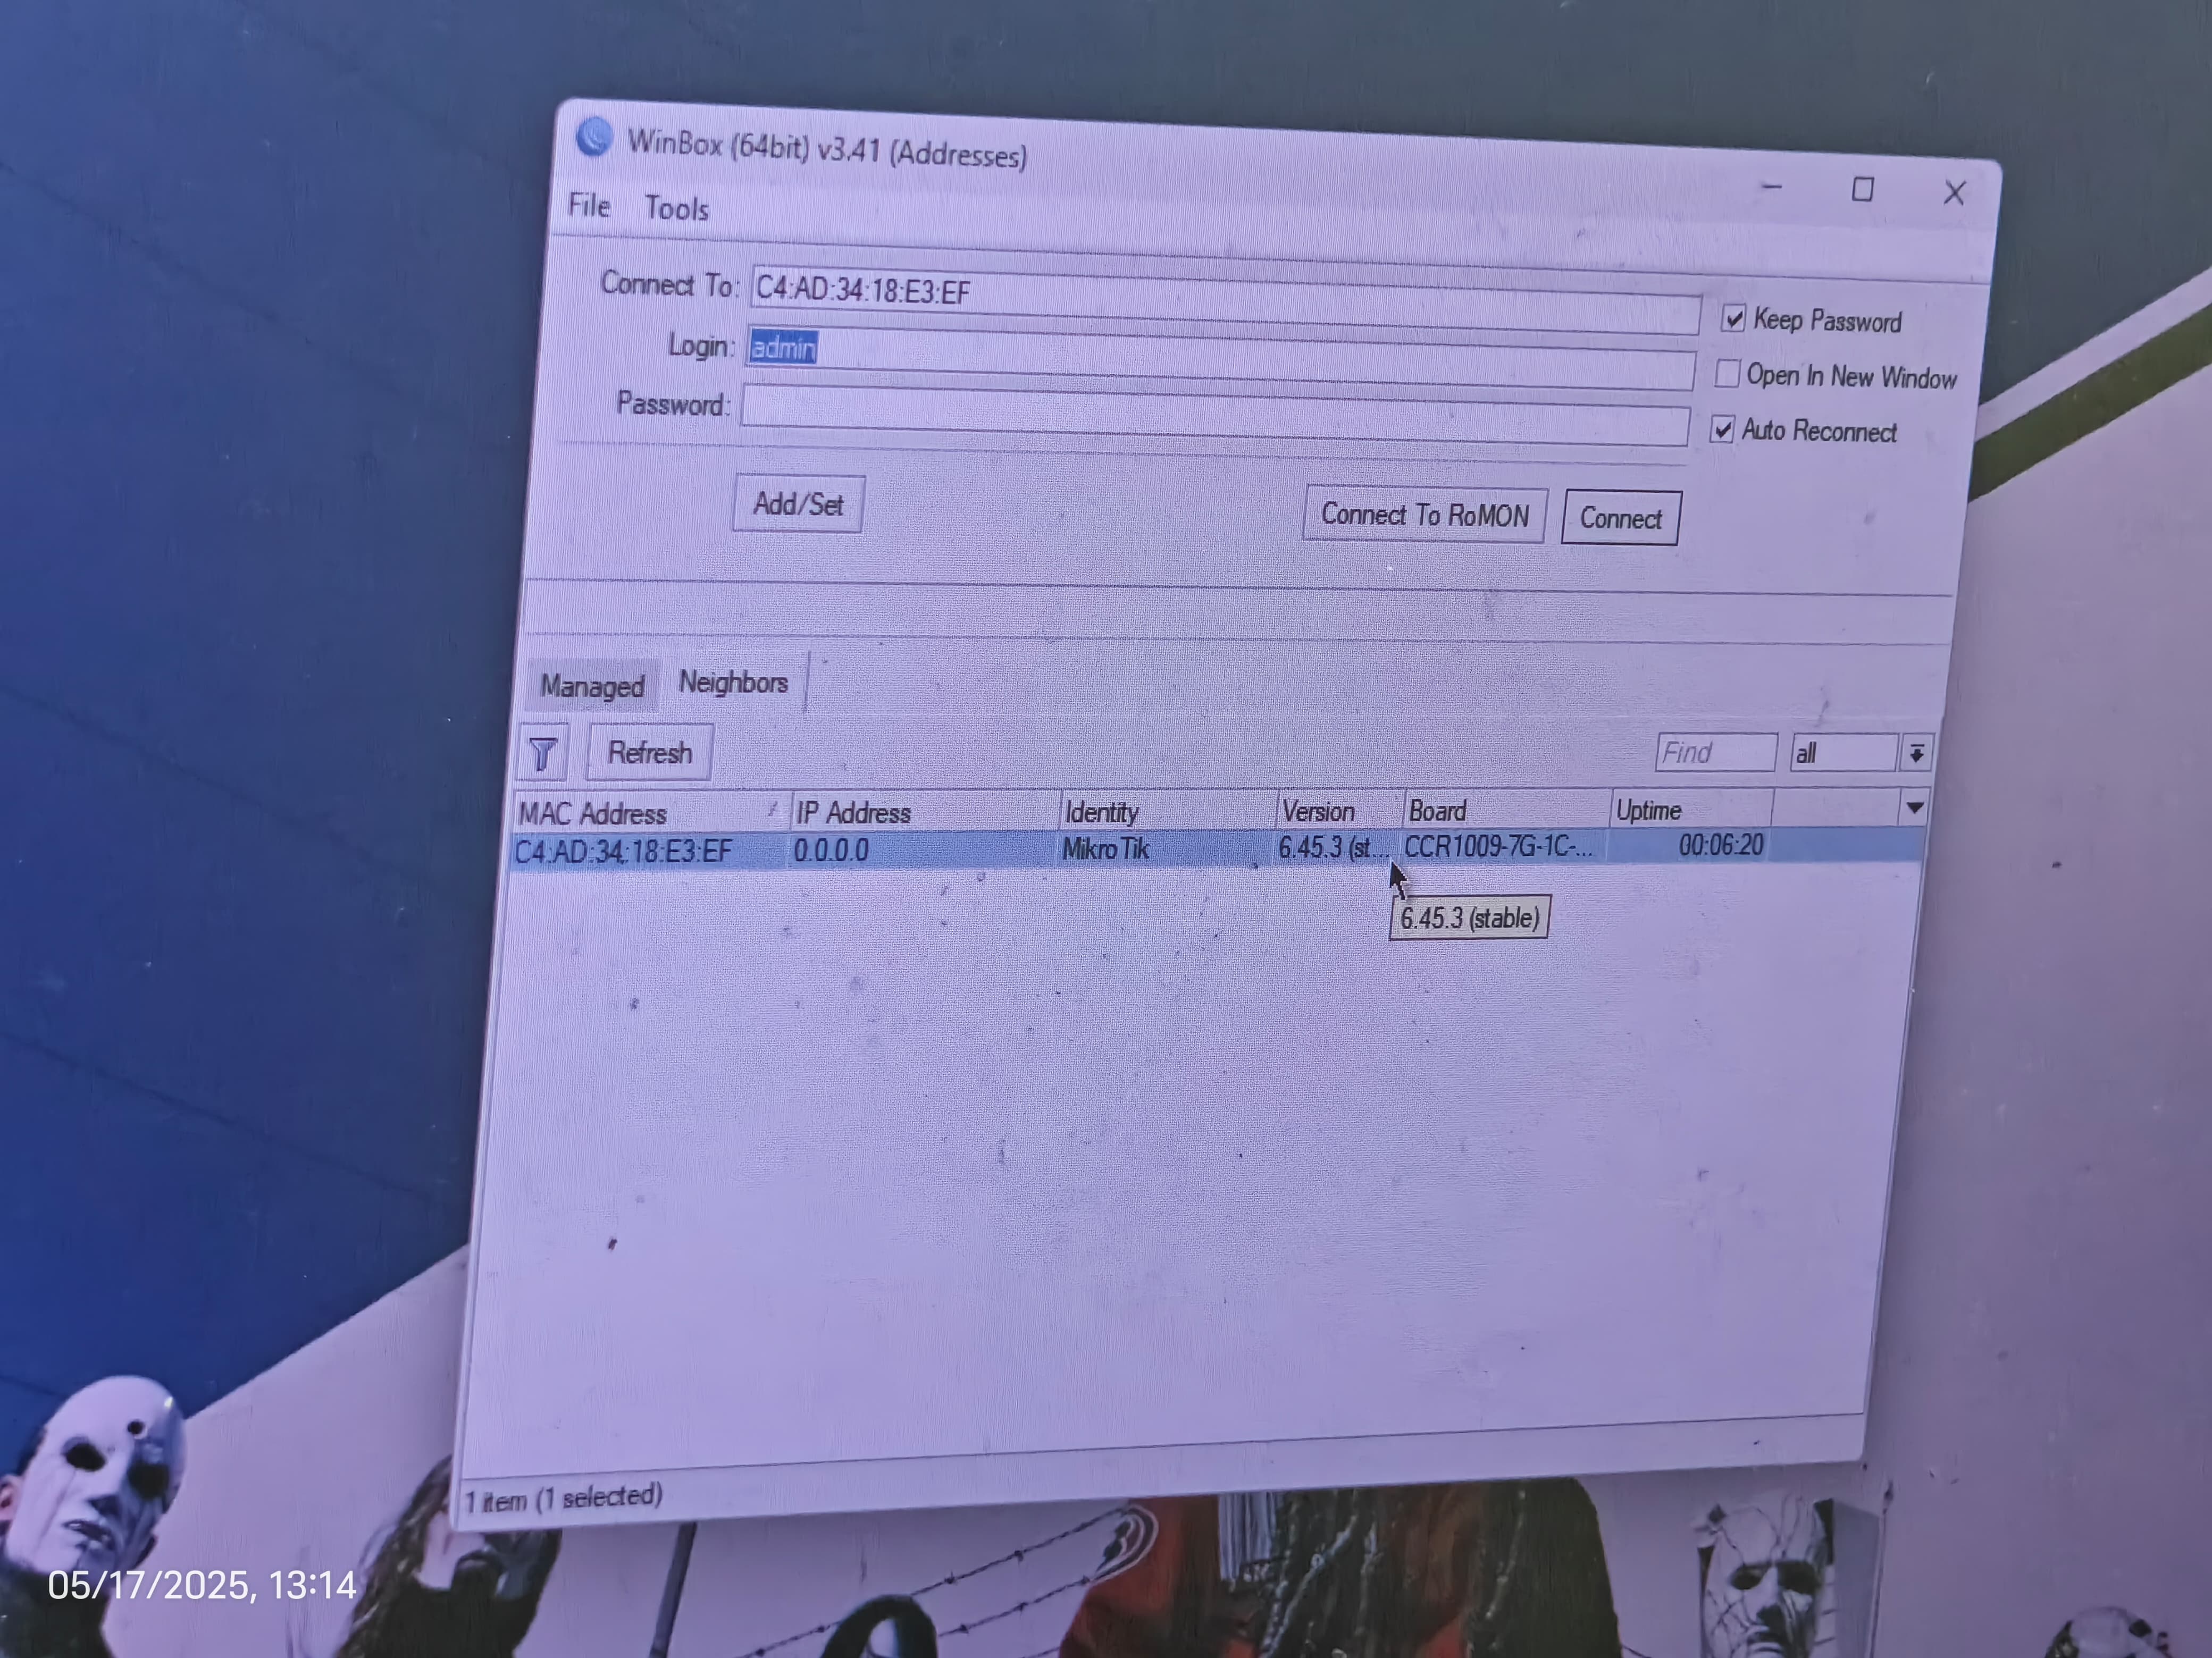 WinBox (64bit) v3.41 (Addresses)
File Tools
Connect To: C4:AD:34:18:E3:EF
Keep Password
Login: admin
Open In New Window
Password:
Auto Reconnect
Add/Set
Connect To RoMON
Connect
Managed Neighbors
Refresh
Find
all
MAC Address IP Address Identity Version Board Uptime
C4:AD:34:18:E3:EF 0.0.0.0 MikroTik 6.45.3 (st... CCR1009-7G-1C-... 00:06:20
6.45.3 (stable)
1 item (1 selected)
05/17/2025, 13:14